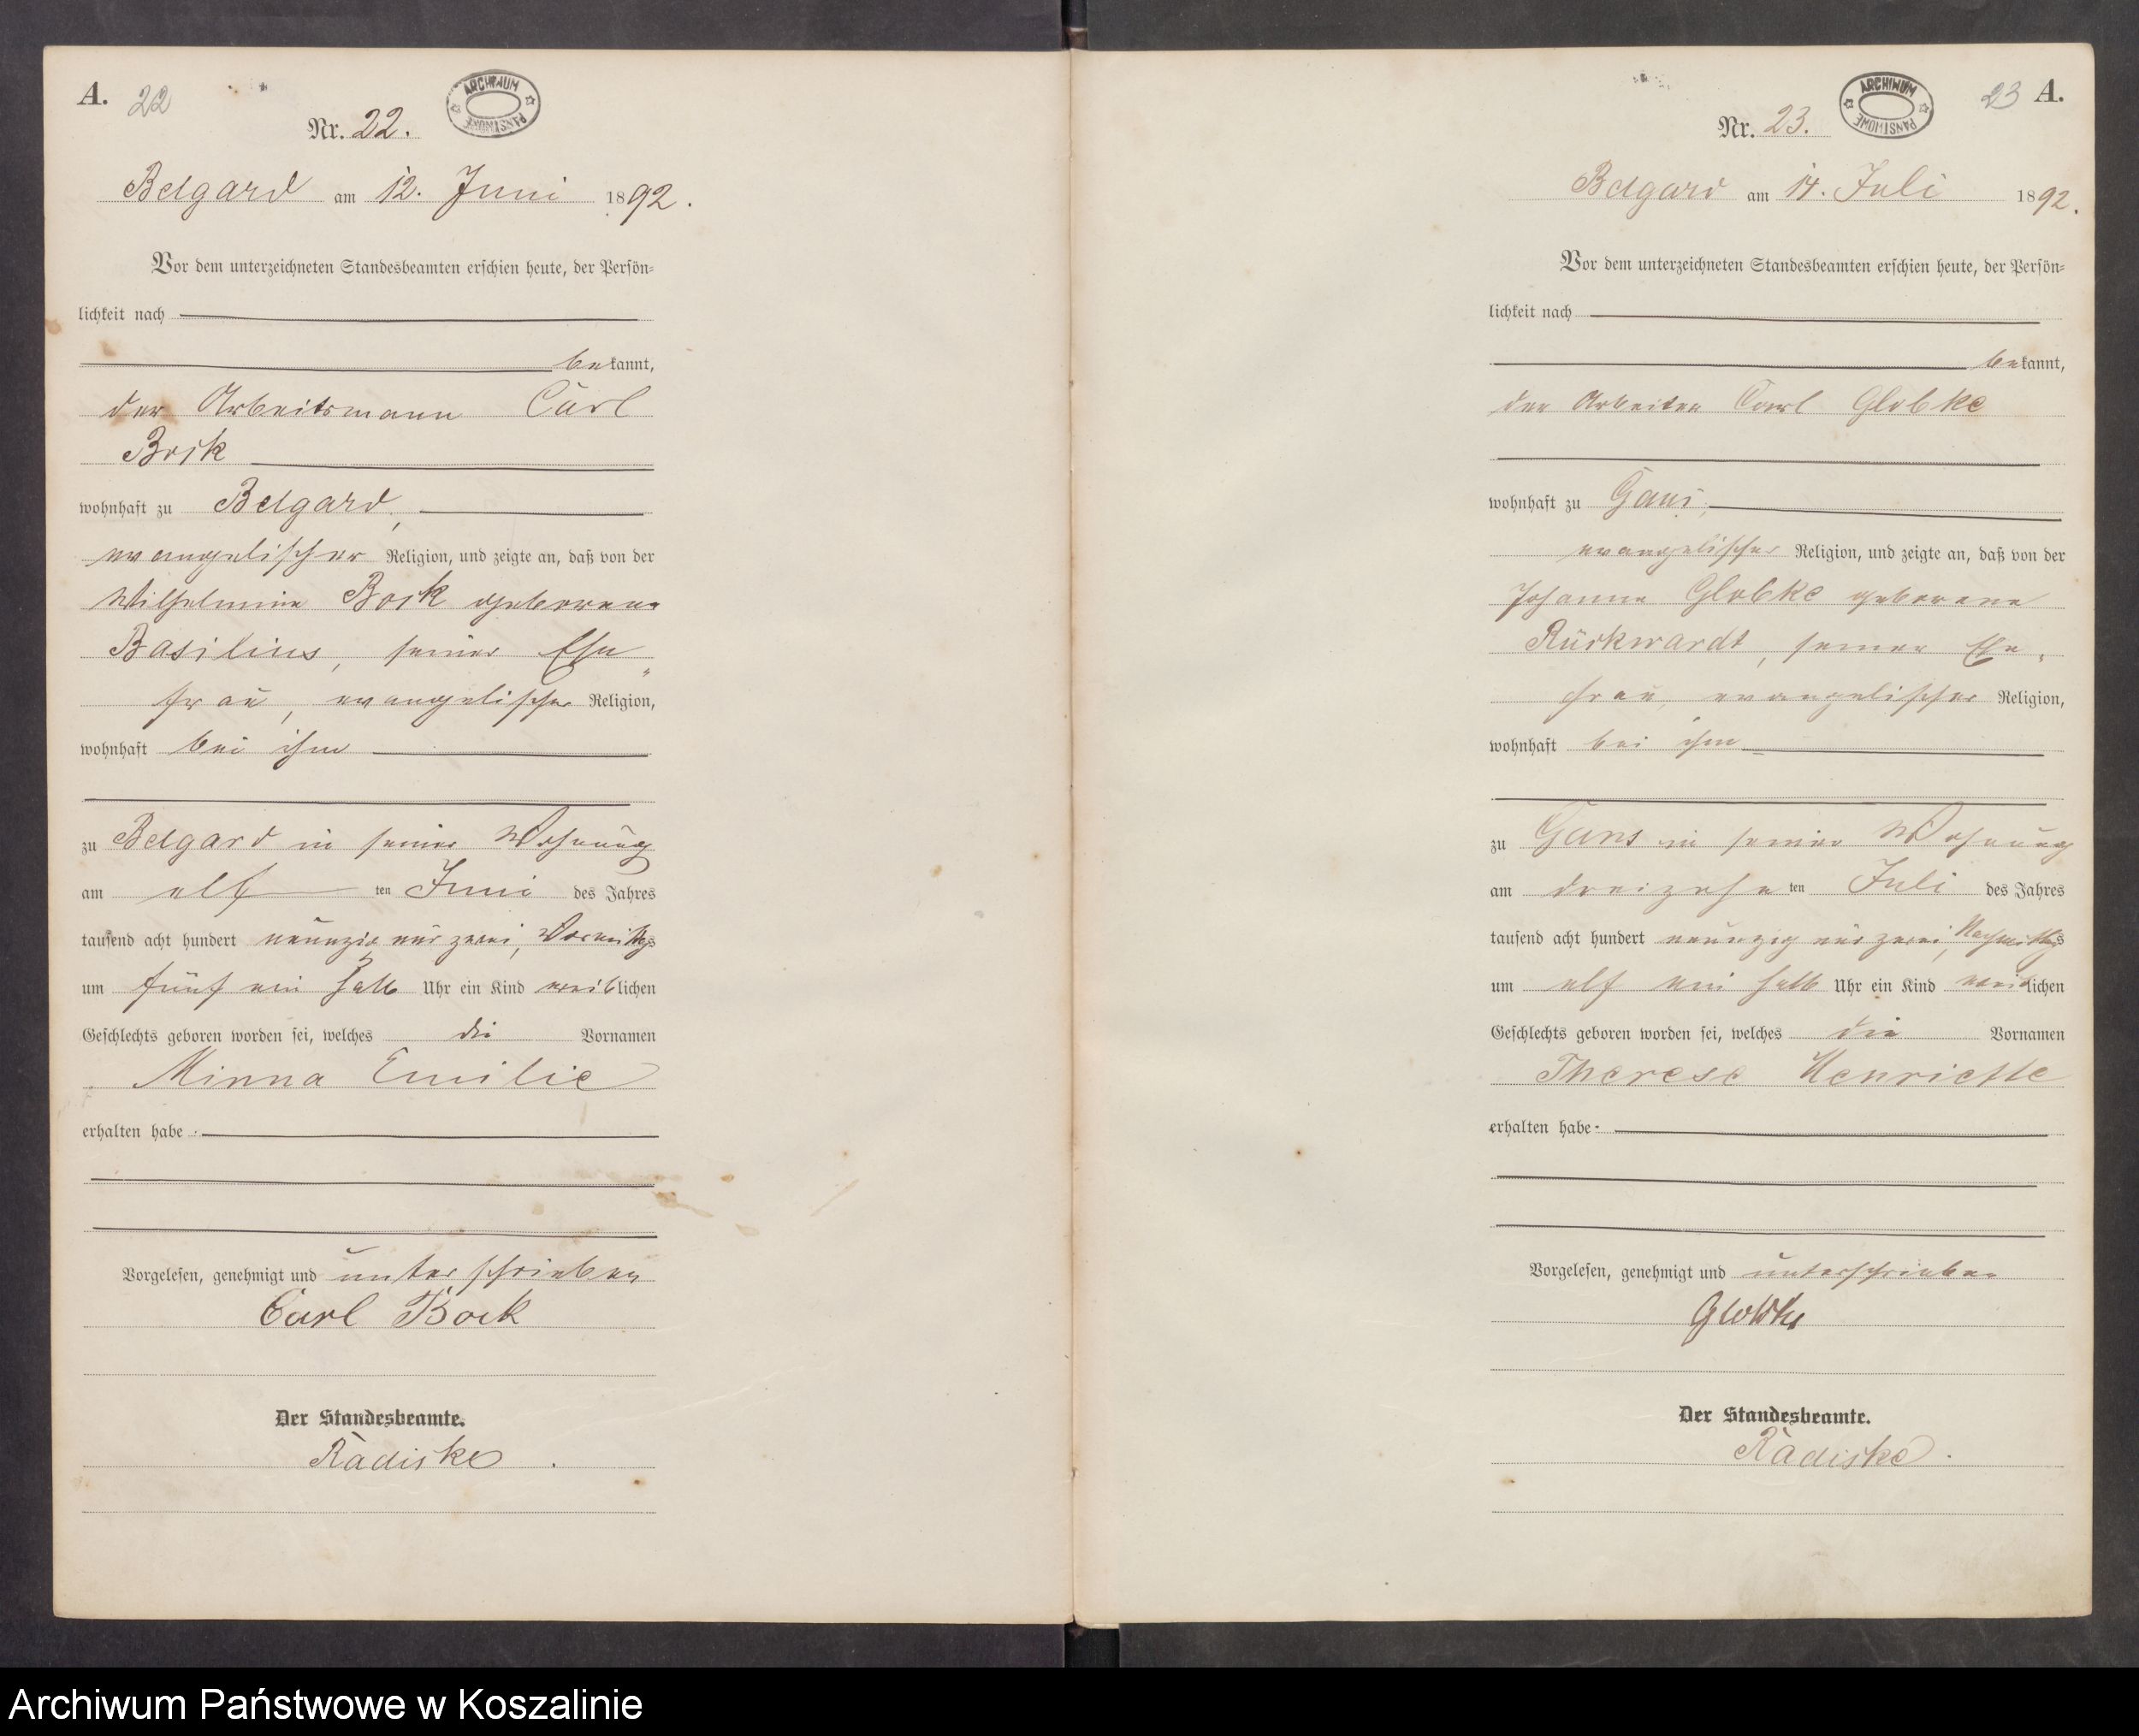 A. 22
ARCHIWUM PAŃSTWOWE
Nr. 22.
Belgard am 12. Juni 1892.
Vor dem unterzeichneten Standesbeamten erschien heute, der Persön-
lichkeit nach
bekannt,
der Arbeitsmann Carl
Bock
wohnhaft zu Belgard,
evangelischer Religion, und zeigte an, daß von der
Wilhelmine Bock geborenen
Basilius, seiner Ehe-
frau, evangelischer Religion,
wohnhaft bei ihm
zu Belgard in seiner Wohnung
am elften Juni des Jahres
tausend acht hundert neunzig und zwei, Vormittags
um fünf ein halb Uhr ein Kind weiblichen
Geschlechts geboren worden sei, welches die Vornamen
Minna Emilie
erhalten habe.
Vorgelesen, genehmigt und unterschrieben
Carl Bock
Der Standesbeamte.
Radiske.
23 A.
ARCHIWUM PAŃSTWOWE
Nr. 23.
Belgard am 14. Juli 1892.
Vor dem unterzeichneten Standesbeamten erschien heute, der Persön-
lichkeit nach
bekannt,
der Arbeiter Carl Globke
wohnhaft zu Gans,
evangelischer Religion, und zeigte an, daß von der
Johanna Globke geborene
Rückwardt, seiner Ehe-
frau, evangelischer Religion,
wohnhaft bei ihm
zu Gans in seiner Wohnung
am dreizehnten Juli des Jahres
tausend acht hundert neunzig und zwei, Nachmittags
um elf ein halb Uhr ein Kind weiblichen
Geschlechts geboren worden sei, welches die Vornamen
Therese Henriette
erhalten habe.
Vorgelesen, genehmigt und unterschrieben
Globke
Der Standesbeamte.
Radiske.
Archiwum Państwowe w Koszalinie